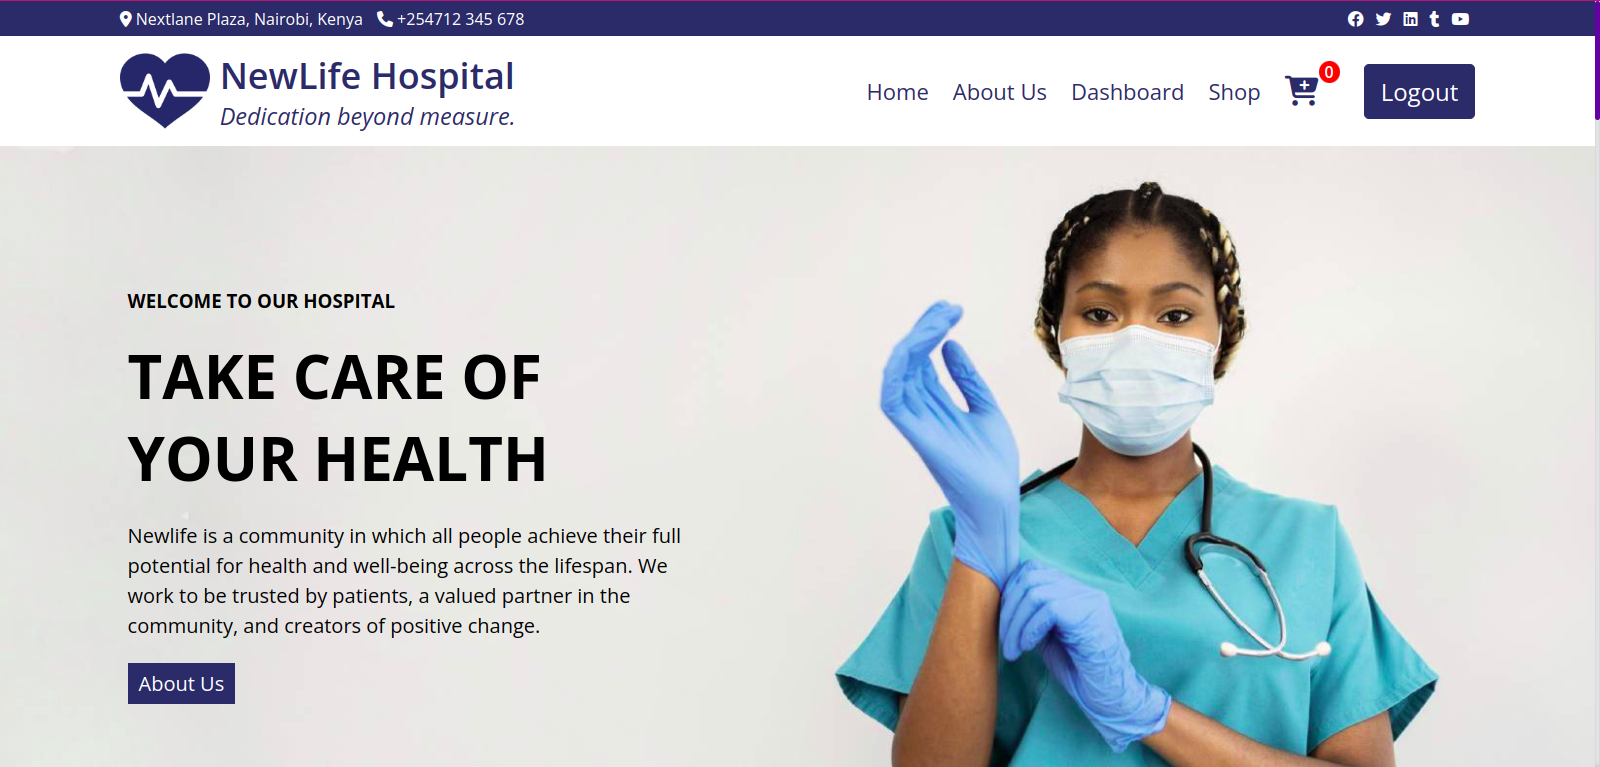 Nextlane Plaza, Nairobi, Kenya +254712 345 678
NewLife Hospital
Dedication beyond measure.
Home About Us Dashboard Shop 0 Logout
WELCOME TO OUR HOSPITAL
TAKE CARE OF
YOUR HEALTH
Newlife is a community in which all people achieve their full
potential for health and well-being across the lifespan. We
work to be trusted by patients, a valued partner in the
community, and creators of positive change.
About Us